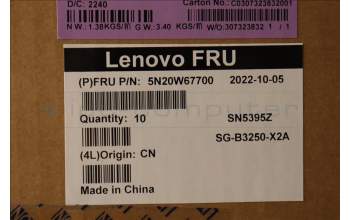 D/C: 2240
Carton No.: C0307323832001
N.W.:1.38KGS/ G.W:3.40 KGS/ W/O:307323832 1 / 1
Lenovo FRU
(P)FRU P/N: 5N20W67700 2022-10-05
Quantity: 10 SN5395Z
SG-B3250-X2A
(4L)Origin: CN
Made in China